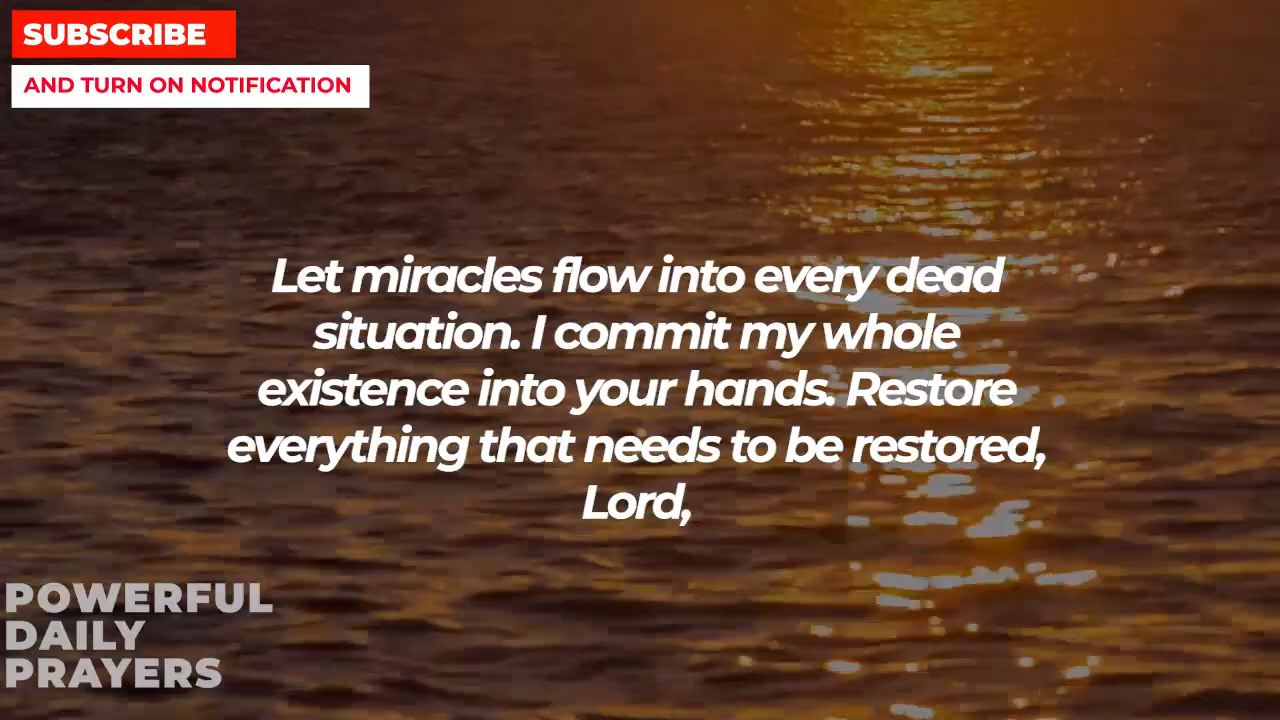 SUBSCRIBE
AND TURN ON NOTIFICATION
Let miracles flow into every dead
situation. I commit my whole
existence into your hands. Restore
everything that needs to be restored,
Lord,
POWERFUL
DAILY
PRAYERS